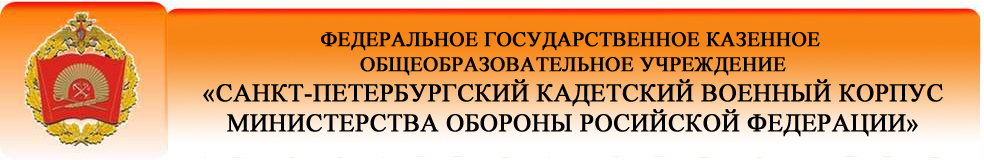 ФЕДЕРАЛЬНОЕ ГОСУДАРСТВЕННОЕ КАЗЕННОЕ
ОБЩЕОБРАЗОВАТЕЛЬНОЕ УЧРЕЖДЕНИЕ
«САНКТ-ПЕТЕРБУРГСКИЙ КАДЕТСКИЙ ВОЕННЫЙ КОРПУС
МИНИСТЕРСТВА ОБОРОНЫ РОСИЙСКОЙ ФЕДЕРАЦИИ»